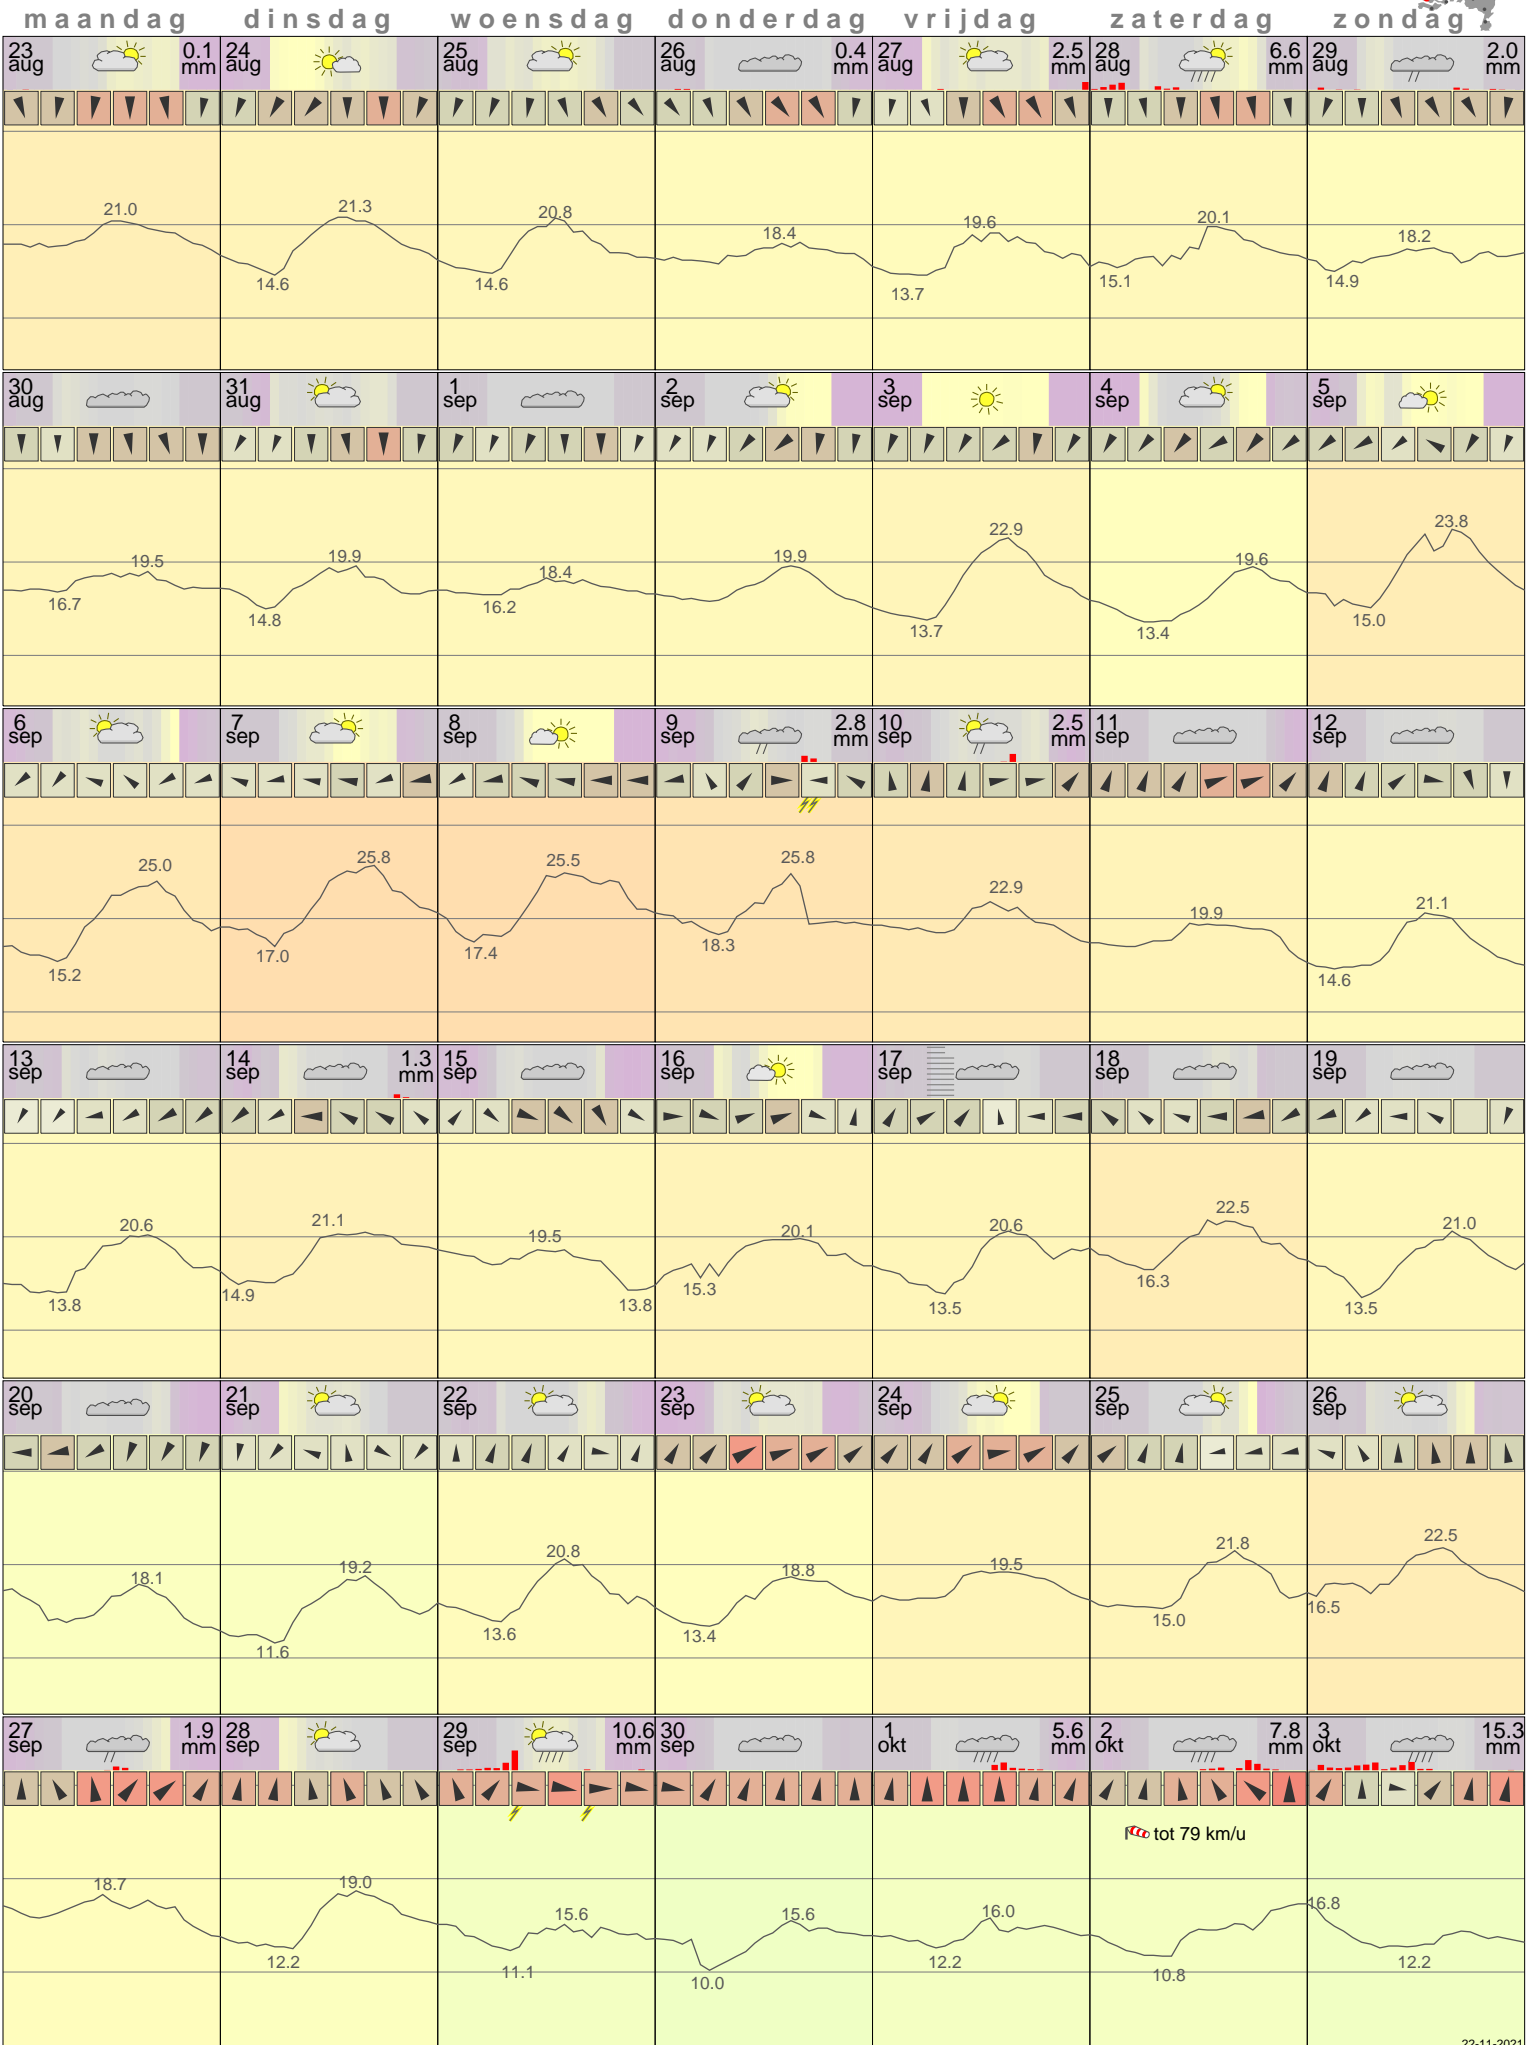 maandag dinsdag woensdag donderdag vrijdag zaterdag zondag
23 aug 0.1 mm 24 aug 25 aug 26 aug 0.4 mm 27 aug 2.5 mm 28 aug 6.6 mm 29 aug 2.0 mm
21.0 21.3 20.8 18.4 19.6 20.1 18.2
14.6 14.6 13.7 15.1 14.9
30 aug 31 aug 1 sep 2 sep 3 sep 4 sep 5 sep
19.5 19.9 18.4 19.9 22.9 19.6 23.8
16.7 14.8 16.2 13.7 13.4 15.0
6 sep 7 sep 8 sep 9 sep 2.8 mm 10 sep 2.5 mm 11 sep 12 sep
25.0 25.8 25.5 25.8 22.9 19.9 21.1
15.2 17.0 17.4 18.3 14.6
13 sep 14 sep 1.3 mm 15 sep 16 sep 17 sep 18 sep 19 sep
20.6 21.1 19.5 20.1 20.6 22.5 21.0
13.8 14.9 13.8 15.3 13.5 16.3 13.5
20 sep 21 sep 22 sep 23 sep 24 sep 25 sep 26 sep
18.1 19.2 20.8 18.8 19.5 21.8 22.5
11.6 13.6 13.4 15.0 16.5
27 sep 1.9 mm 28 sep 29 sep 10.6 mm 30 sep 1 okt 5.6 mm 2 okt 7.8 mm 3 okt 15.3 mm
tot 79 km/u
18.7 19.0 15.6 15.6 16.0 16.8
12.2 11.1 10.0 12.2 10.8 12.2
22-11-2021